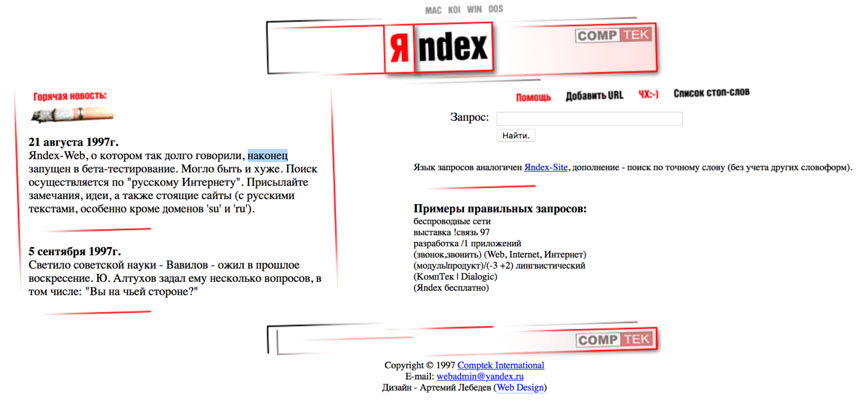 MAC KOI WIN DOS
Яndex
COMPTEK
Горячая новость:
21 августа 1997г.
Яndex-Web, о котором так долго говорили, наконец
запущен в бета-тестирование. Могло быть и хуже. Поиск
осуществляется по "русскому Интернету". Присылайте
замечания, идеи, а также стоящие сайты (с русскими
текстами, особенно кроме доменов 'su' и 'ru').
5 сентября 1997г.
Светило советской науки - Вавилов - ожил в прошлое
воскресение. Ю. Алтухов задал ему несколько вопросов, в
том числе: "Вы на чьей стороне?"
Помощь Добавить URL ЧХ:-) Список стоп-слов
Запрос:
Найти.
Язык запросов аналогичен Яndex-Site, дополнение - поиск по точному слову (без учета других словоформ).
Примеры правильных запросов:
беспроводные сети
выставка !связь 97
разработка /1 приложений
(звонок,звонить) (Web, Internet, Интернет)
(модуль|продукт)/(-3 +2) лингвистический
(КомпТек | Dialogic)
(Яndex бесплатно)
COMPTEK
Copyright © 1997 Comptek International
E-mail: webadmin@yandex.ru
Дизайн - Артемий Лебедев (Web Design)